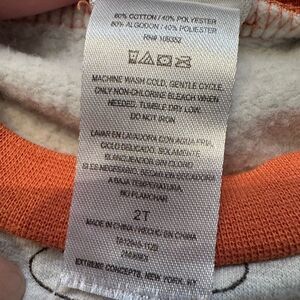 60% COTTON / 40% POLYESTER
60% ALGODON / 40% POLIESTER
RN# 106352
MACHINE WASH COLD, GENTLE CYCLE.
ONLY NON-CHLORINE BLEACH WHEN
NEEDED. TUMBLE DRY LOW.
DO NOT IRON
LAVAR EN LAVADORA CON AGUA FRIA,
CICLO DELICADO. SOLAMENTE
BLANQUEADOR SIN CLORO
SI ES NECESARIO, SECAR EN SECADORA
A BAJA TEMPERATURA.
NO PLANCHAR
2T
MADE IN CHINA / HECHO EN CHINA
EXTREME CONCEPTS, NEW YORK, NY